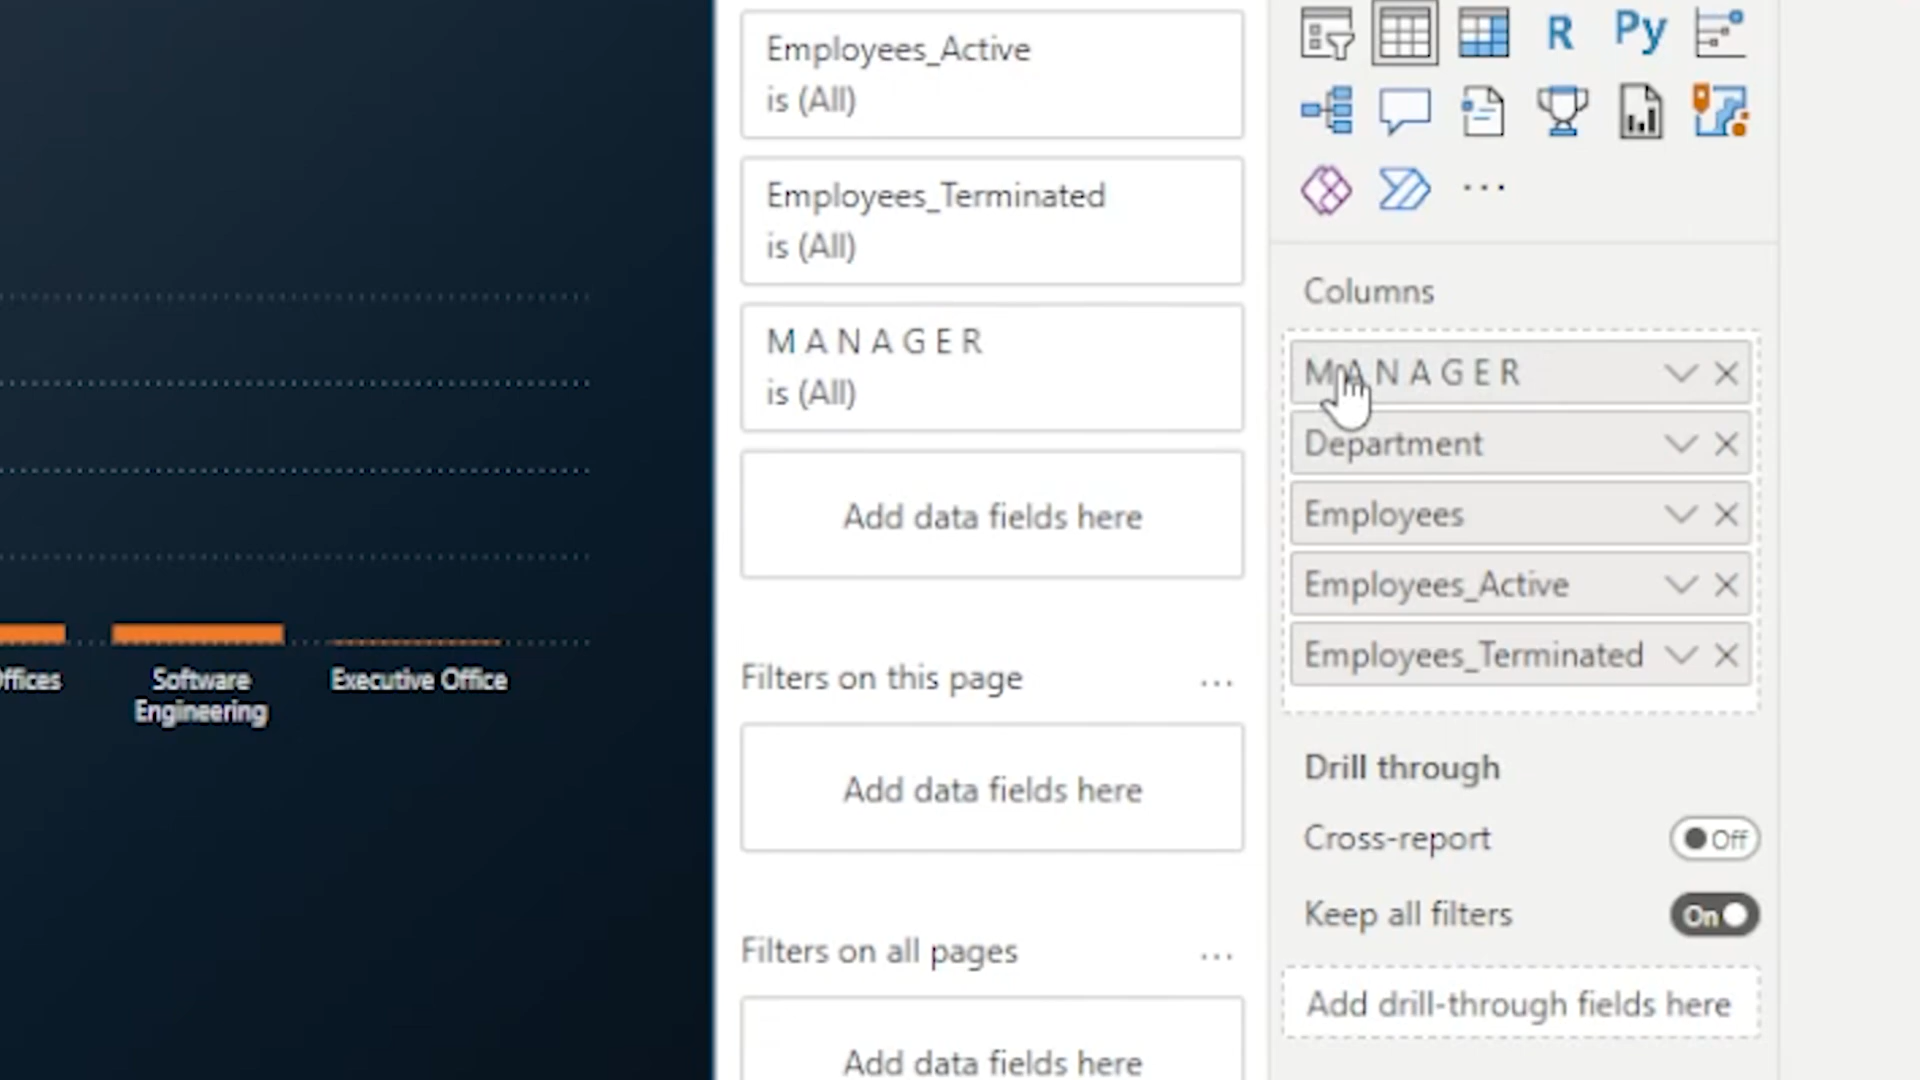 Offices
Software
Engineering
Executive Office
Employees_Active
is (All)
Employees_Terminated
is (All)
M A N A G E R
is (All)
Add data fields here
Filters on this page
...
Add data fields here
Filters on all pages
...
Add data fields here
R
Py
...
Columns
M A N A G E R
Department
Employees
Employees_Active
Employees_Terminated
Drill through
Cross-report
Off
Keep all filters
On
Add drill-through fields here